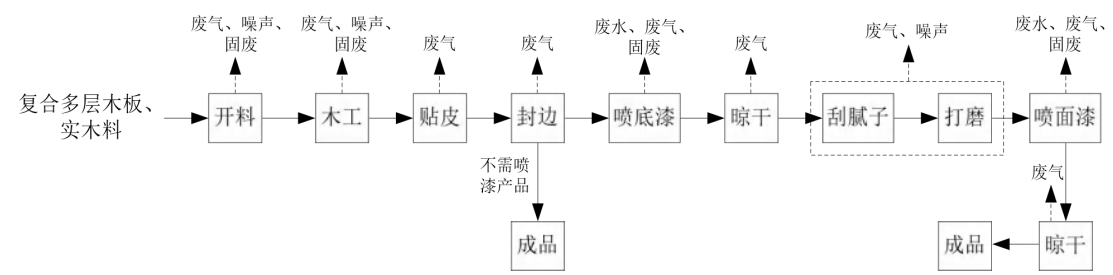 废气、噪声、
固废
废气、噪声、
固废
废气
废气
废水、废气、
固废
废气
废气、噪声
废水、废气、
固废
复合多层木板、
实木料
开料
木工
贴皮
封边
喷底漆
晾干
刮腻子
打磨
喷面漆
不需喷
漆产品
废气
成品
成品
晾干